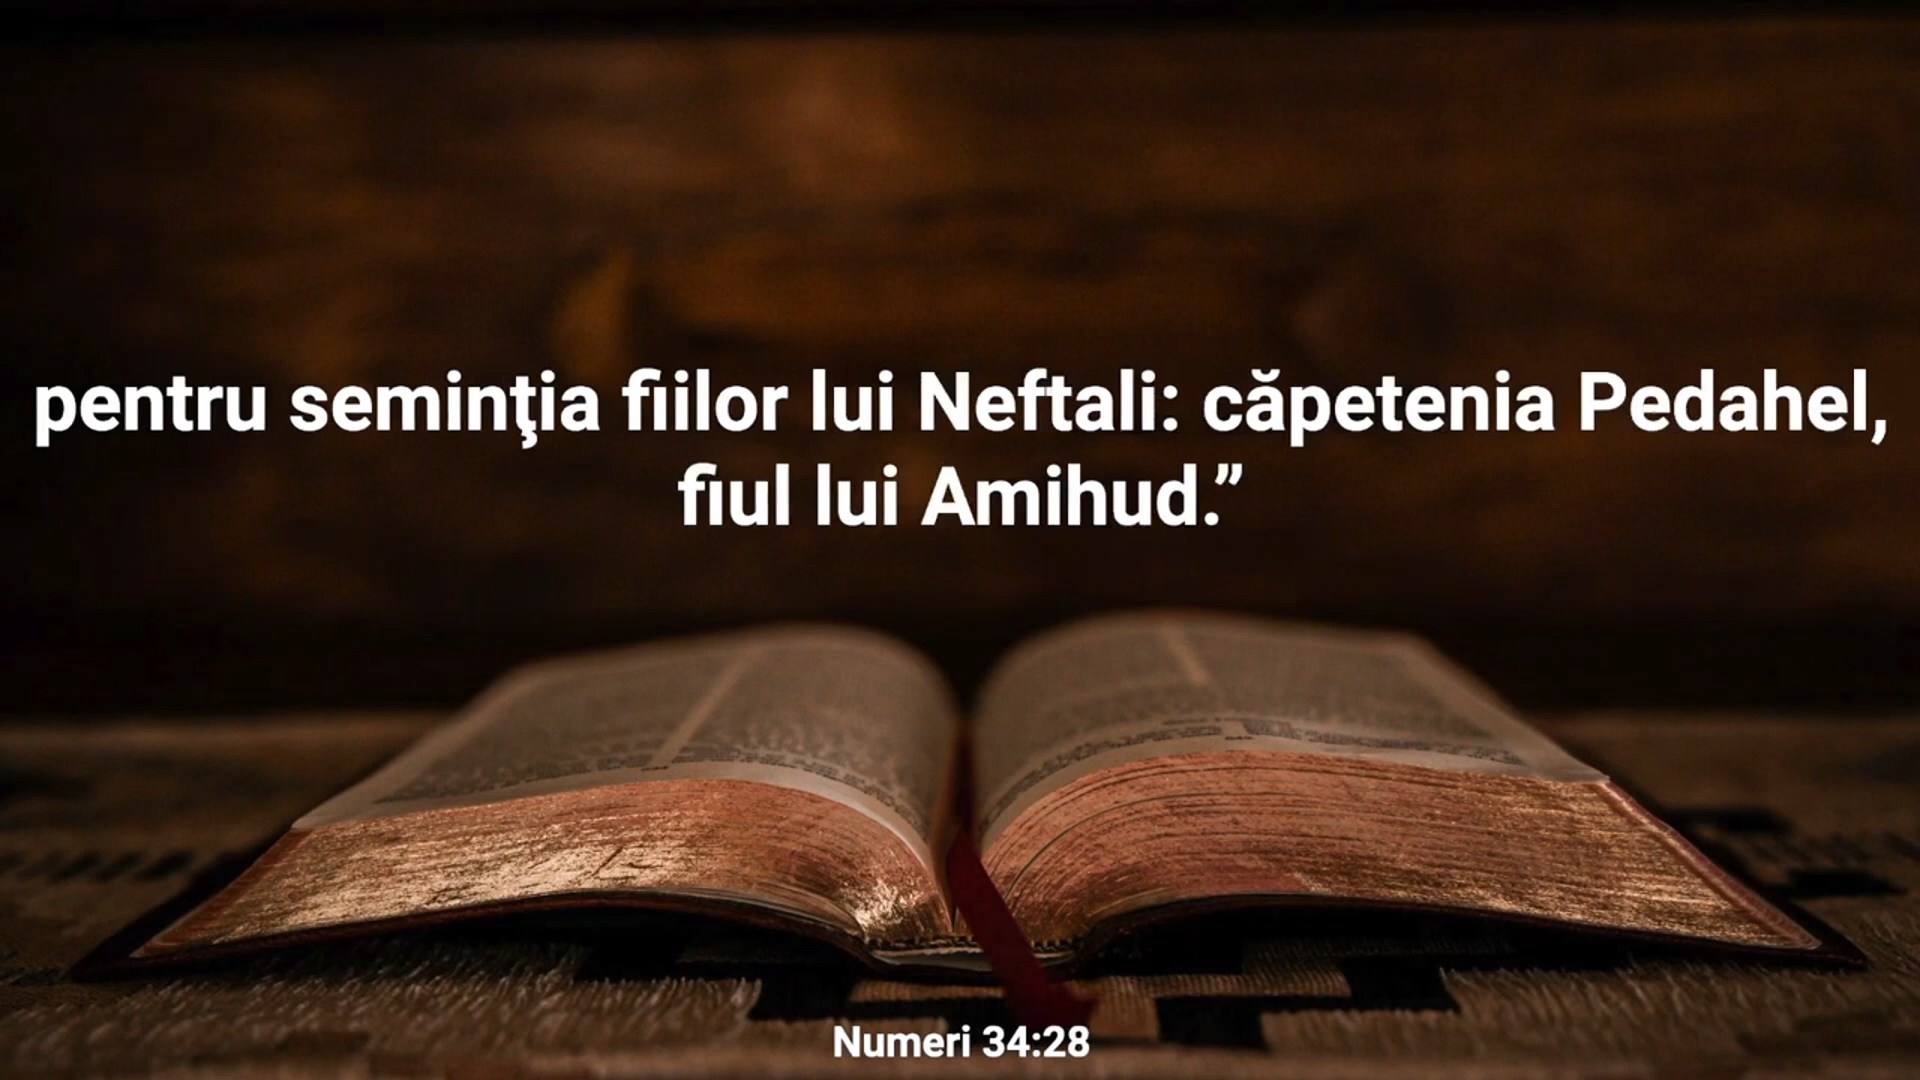 pentru seminţia fiilor lui Neftali: căpetenia Pedahel,
fiul lui Amihud.”
Numeri 34:28